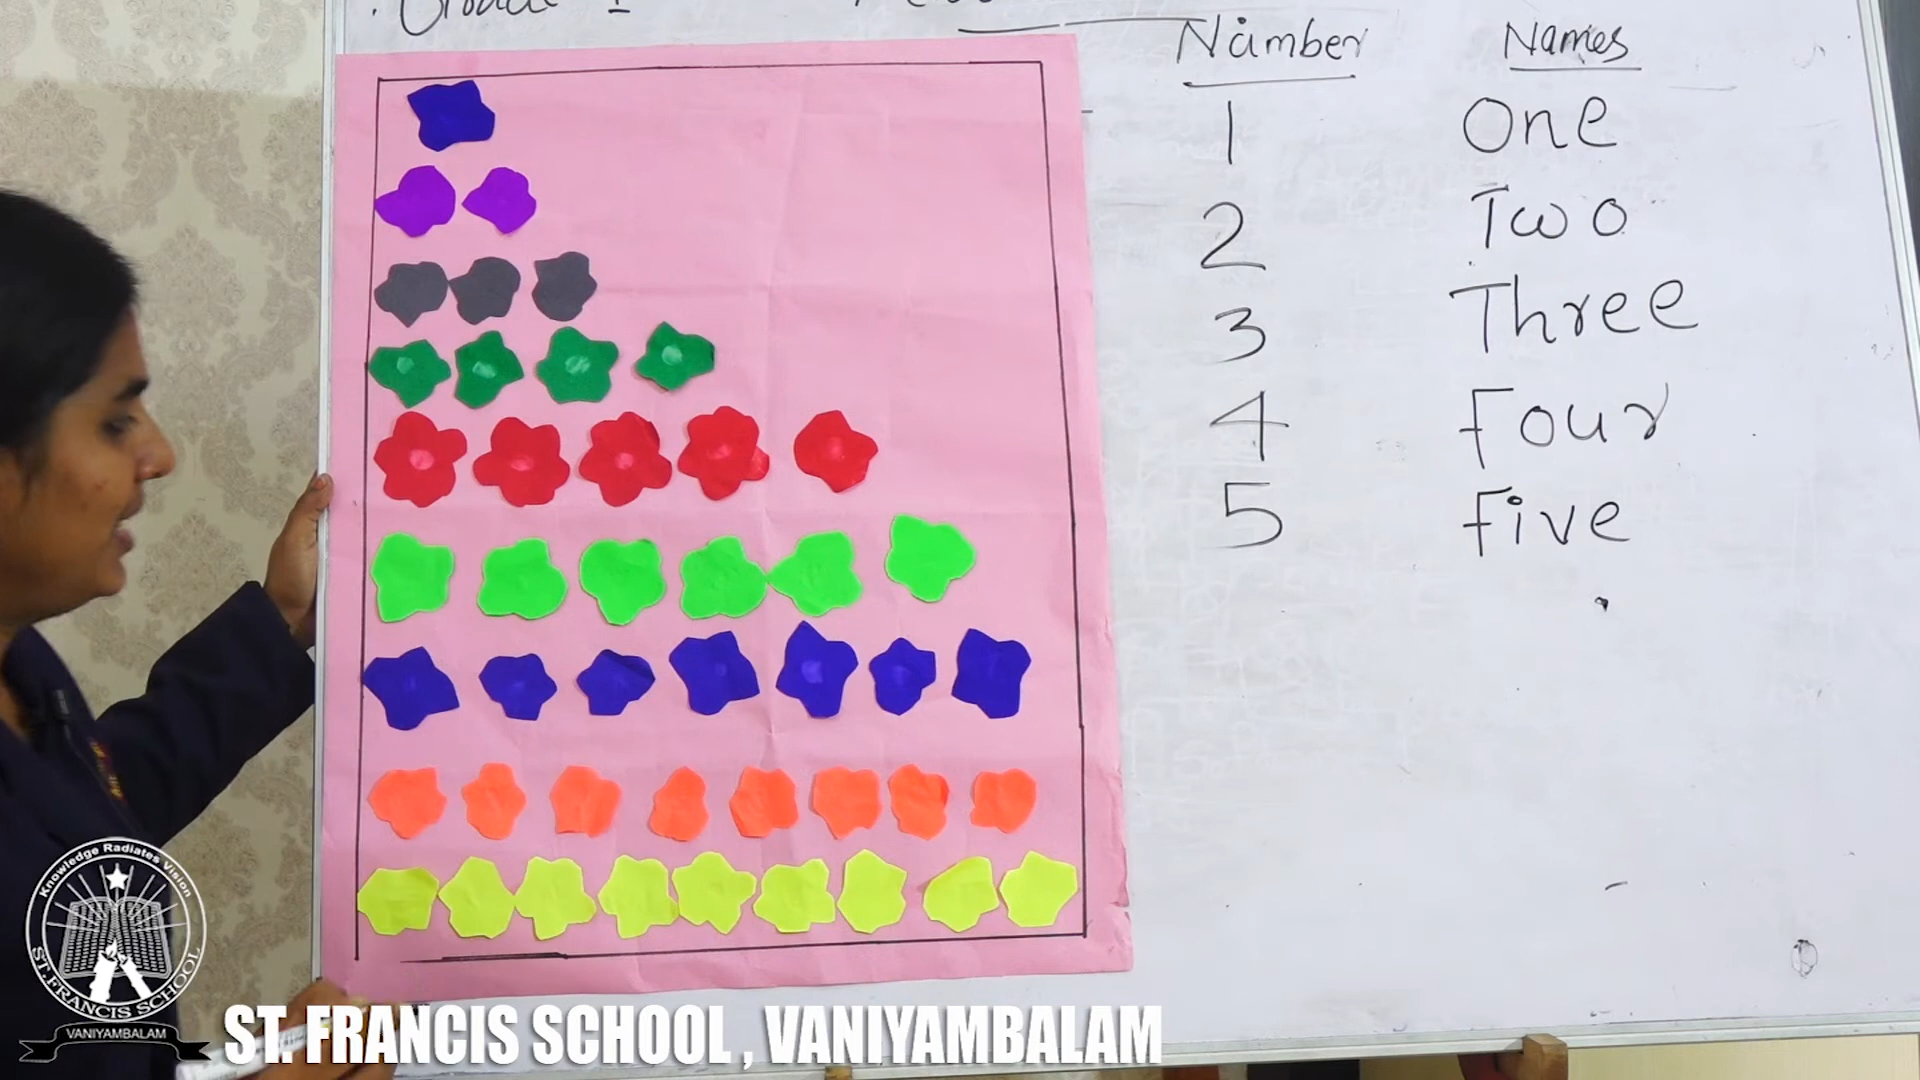 Grade I
Number Names
1 One
2 Two
3 Three
4 Four
5 Five
Knowledge Radiates Vision
ST. FRANCIS SCHOOL
VANIYAMBALAM
ST. FRANCIS SCHOOL , VANIYAMBALAM